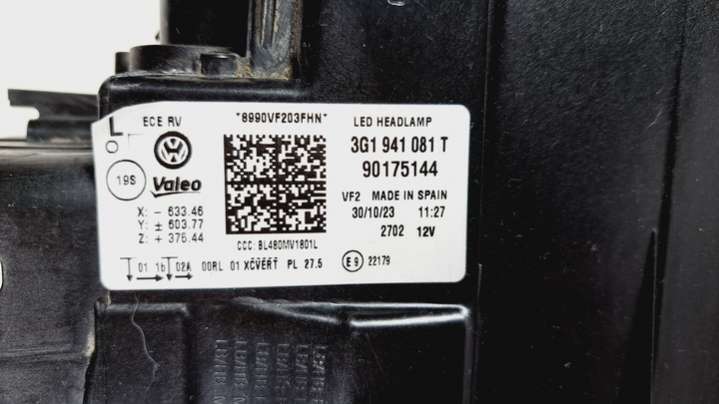 ECE RV
*8990VF203FHN*
LED HEADLAMP
3G1 941 081 T
90175144
19S
Valeo
VF2 MADE IN SPAIN
30/10/23 11:27
2702 12V
X: - 633.46
Y: ± 603.77
Z: + 376.44
CCC: BL480MV1801L
01 1b 02A 00RL 01 PL 27.5
E9 22179